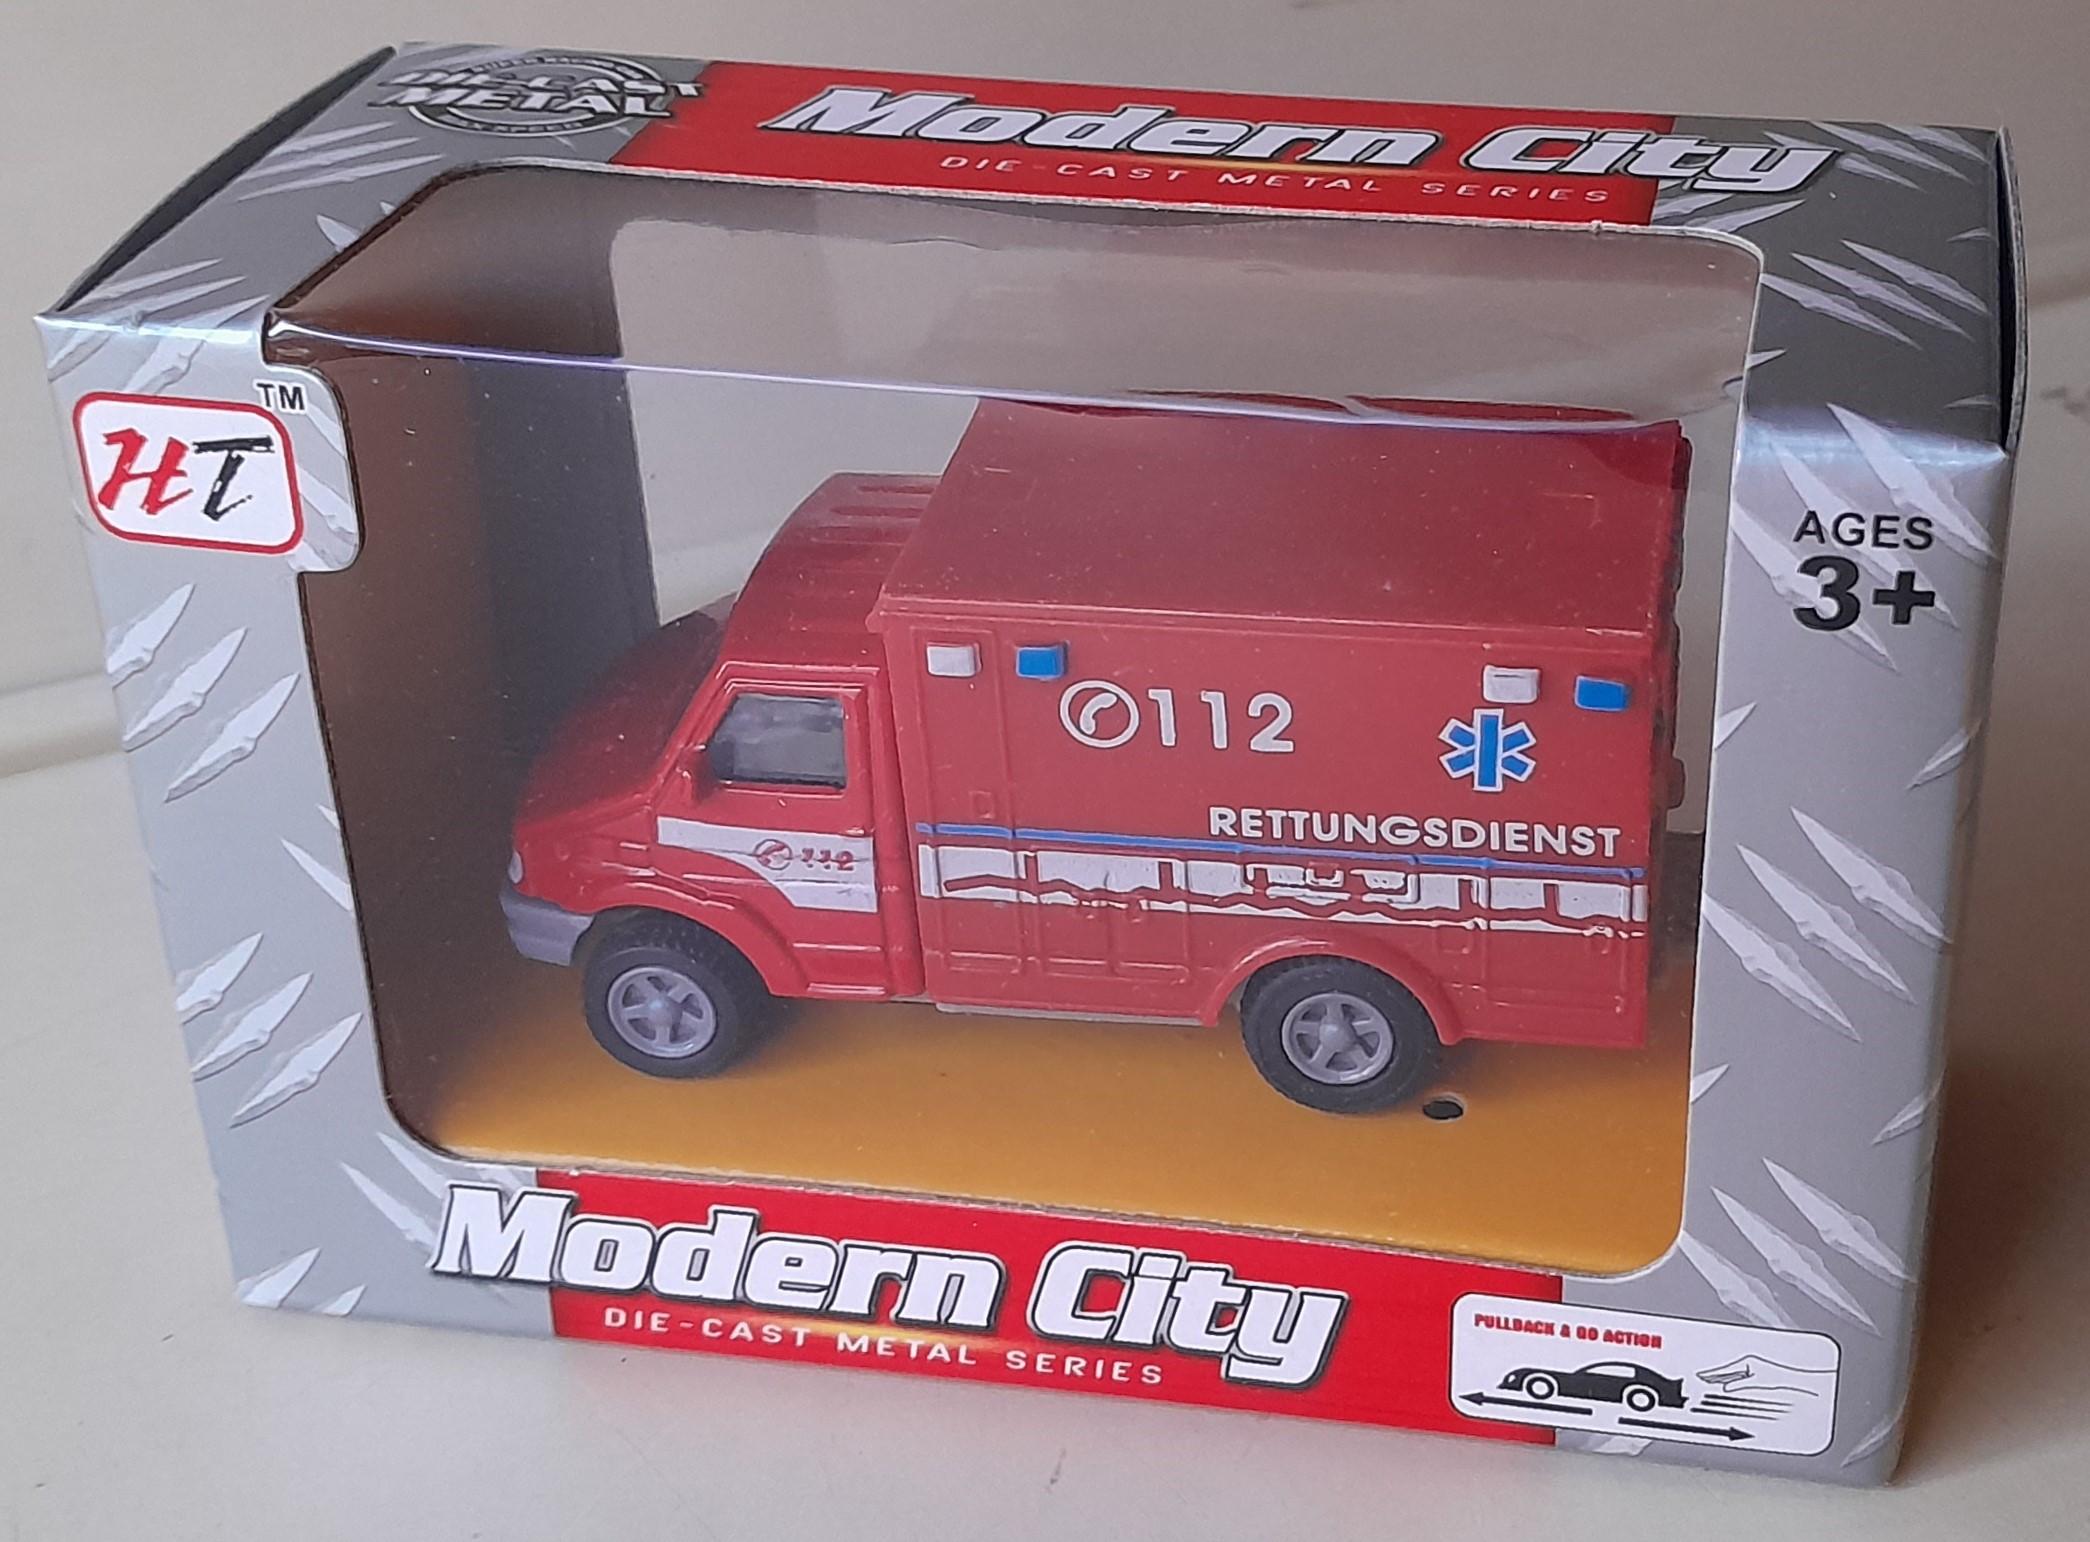 DIE-CAST
METAL
Modern City
DIE-CAST METAL SERIES
HT
TM
AGES
3+
112
RETTUNGSDIENST
112
Modern City
DIE-CAST METAL SERIES
PULLBACK & GO ACTION